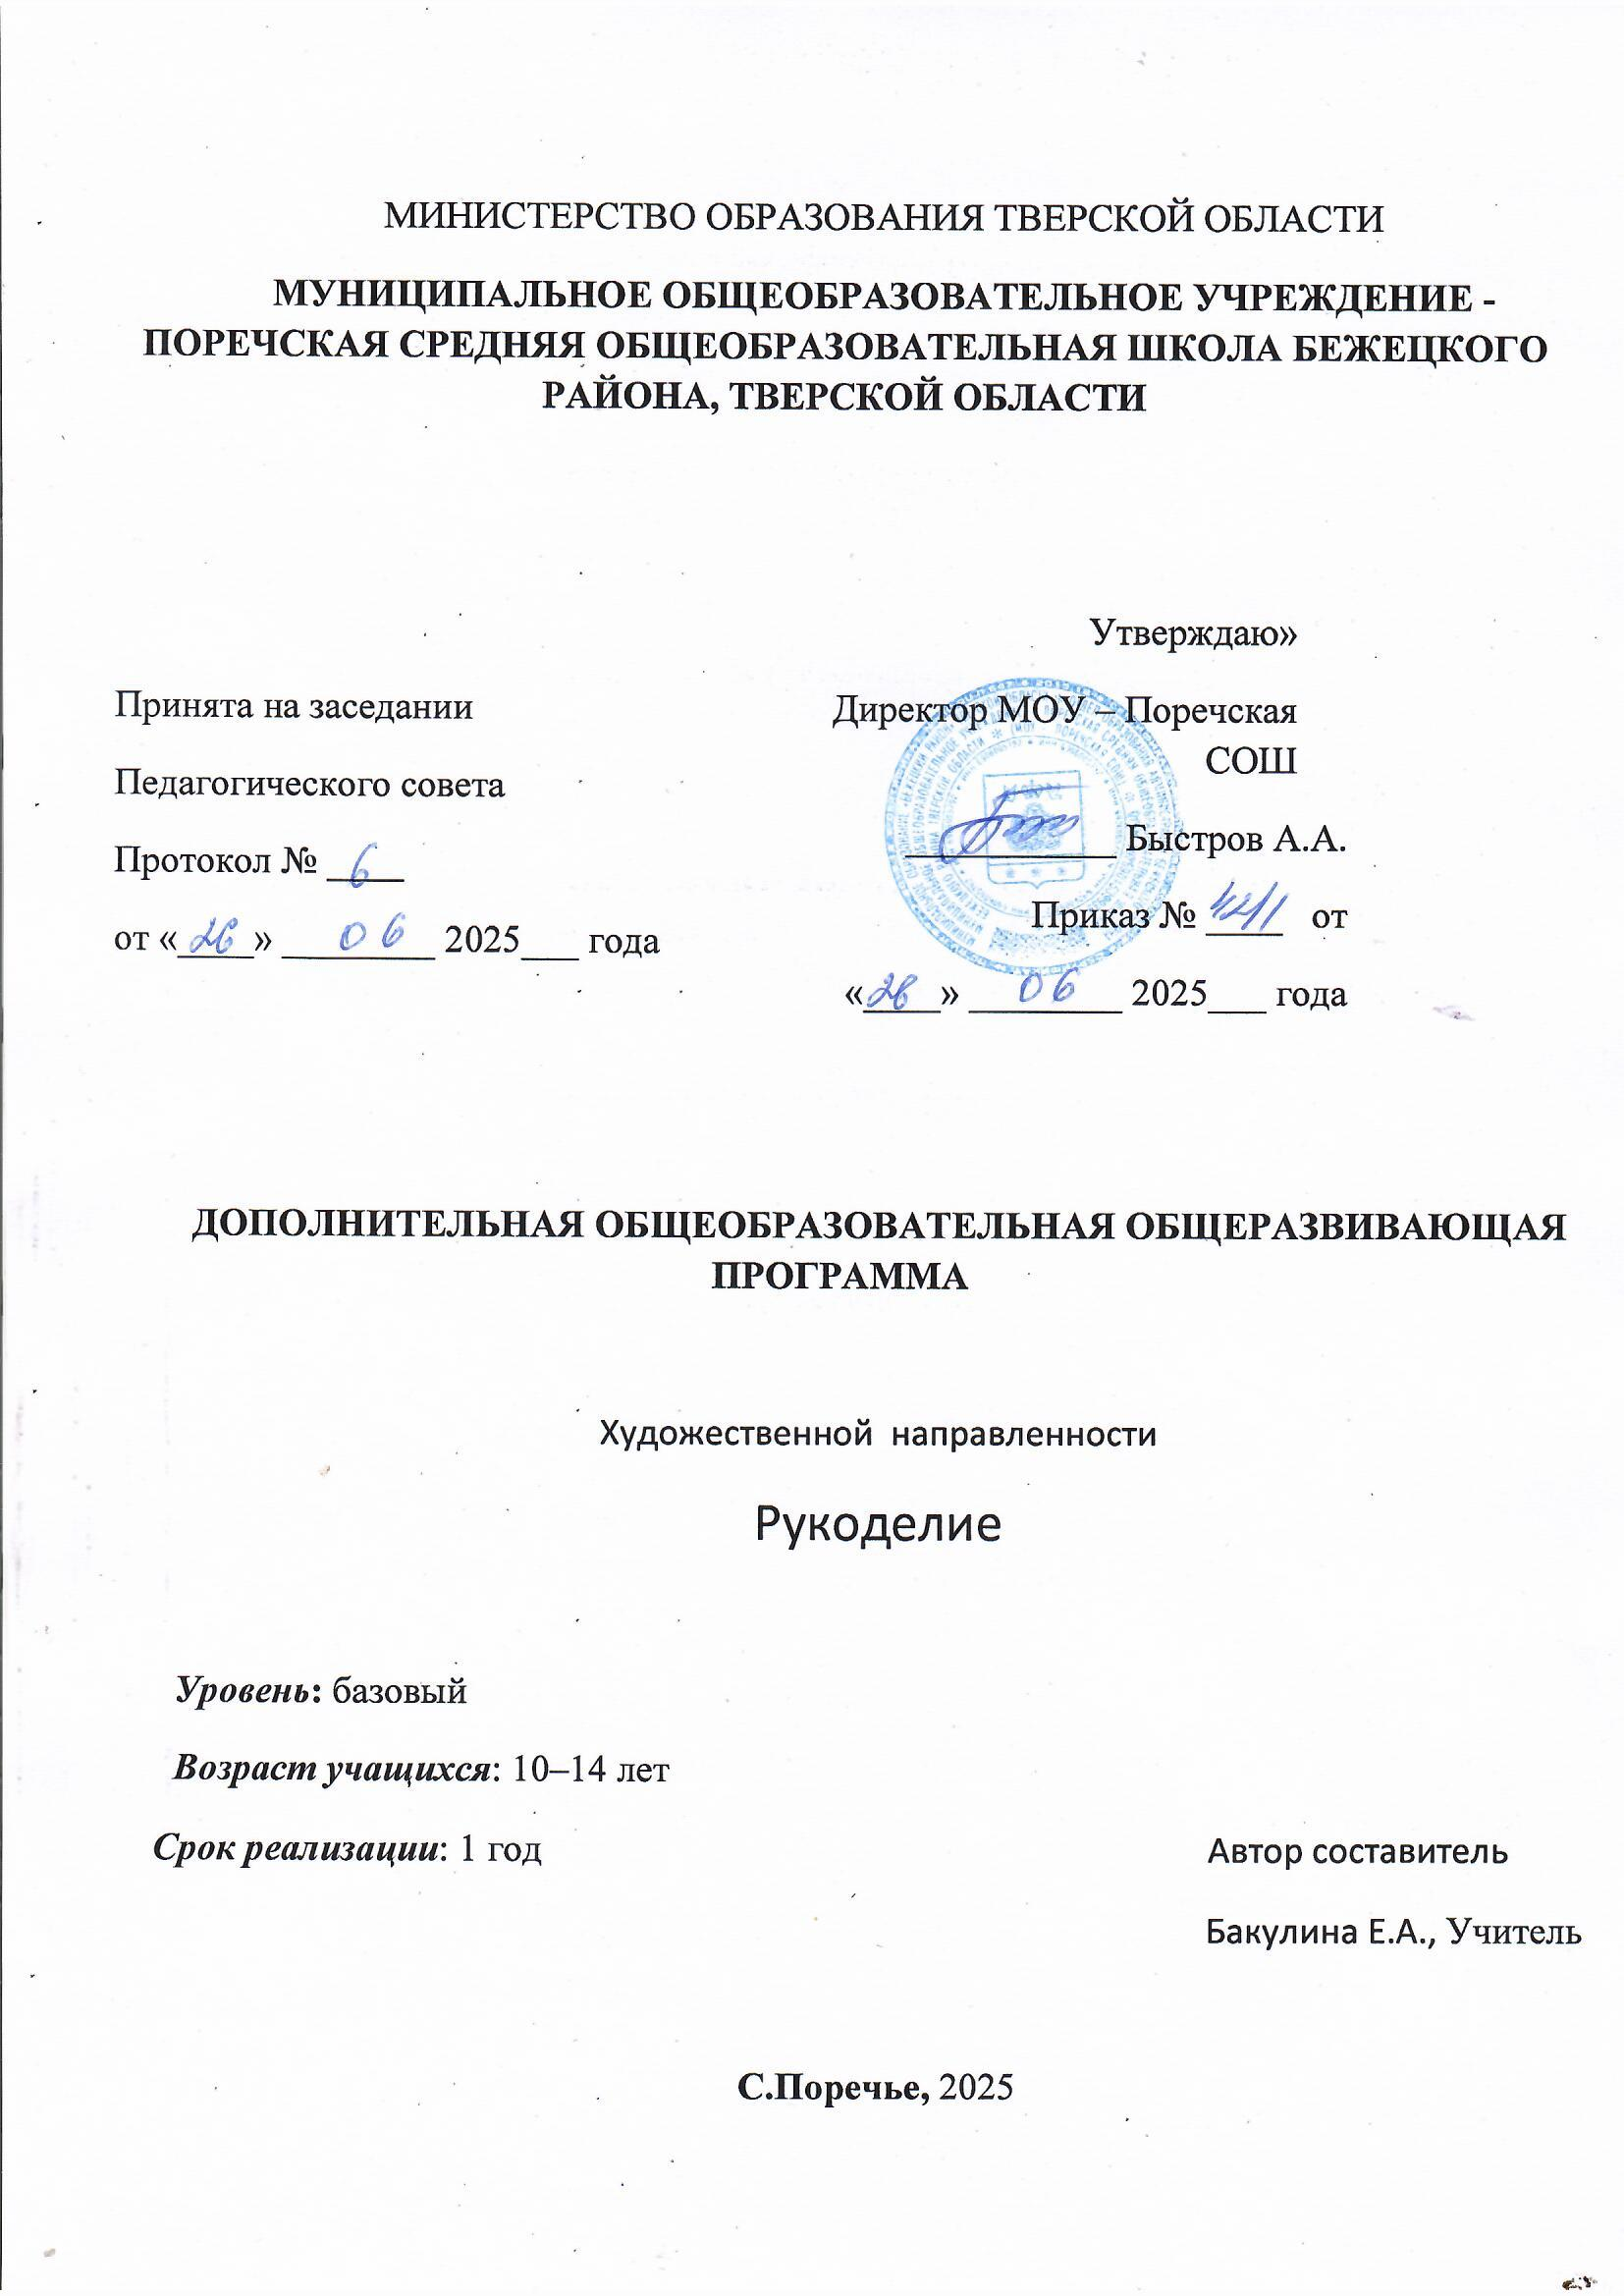 МИНИСТЕРСТВО ОБРАЗОВАНИЯ ТВЕРСКОЙ ОБЛАСТИ
МУНИЦИПАЛЬНОЕ ОБЩЕОБРАЗОВАТЕЛЬНОЕ УЧРЕЖДЕНИЕ -
ПОРЕЧСКАЯ СРЕДНЯЯ ОБЩЕОБРАЗОВАТЕЛЬНАЯ ШКОЛА БЕЖЕЦКОГО
РАЙОНА, ТВЕРСКОЙ ОБЛАСТИ
Принята на заседании
Педагогического совета
Протокол № 6
от «26» 06 2025___ года
Утверждаю»
Директор МОУ – Поречская
СОШ
___________ Быстров А.А.
Приказ № от
«26» 06 2025___ года
ДОПОЛНИТЕЛЬНАЯ ОБЩЕОБРАЗОВАТЕЛЬНАЯ ОБЩЕРАЗВИВАЮЩАЯ
ПРОГРАММА
Художественной направленности
Рукоделие
Уровень: базовый
Возраст учащихся: 10–14 лет
Срок реализации: 1 год
Автор составитель
Бакулина Е.А., Учитель
С.Поречье, 2025